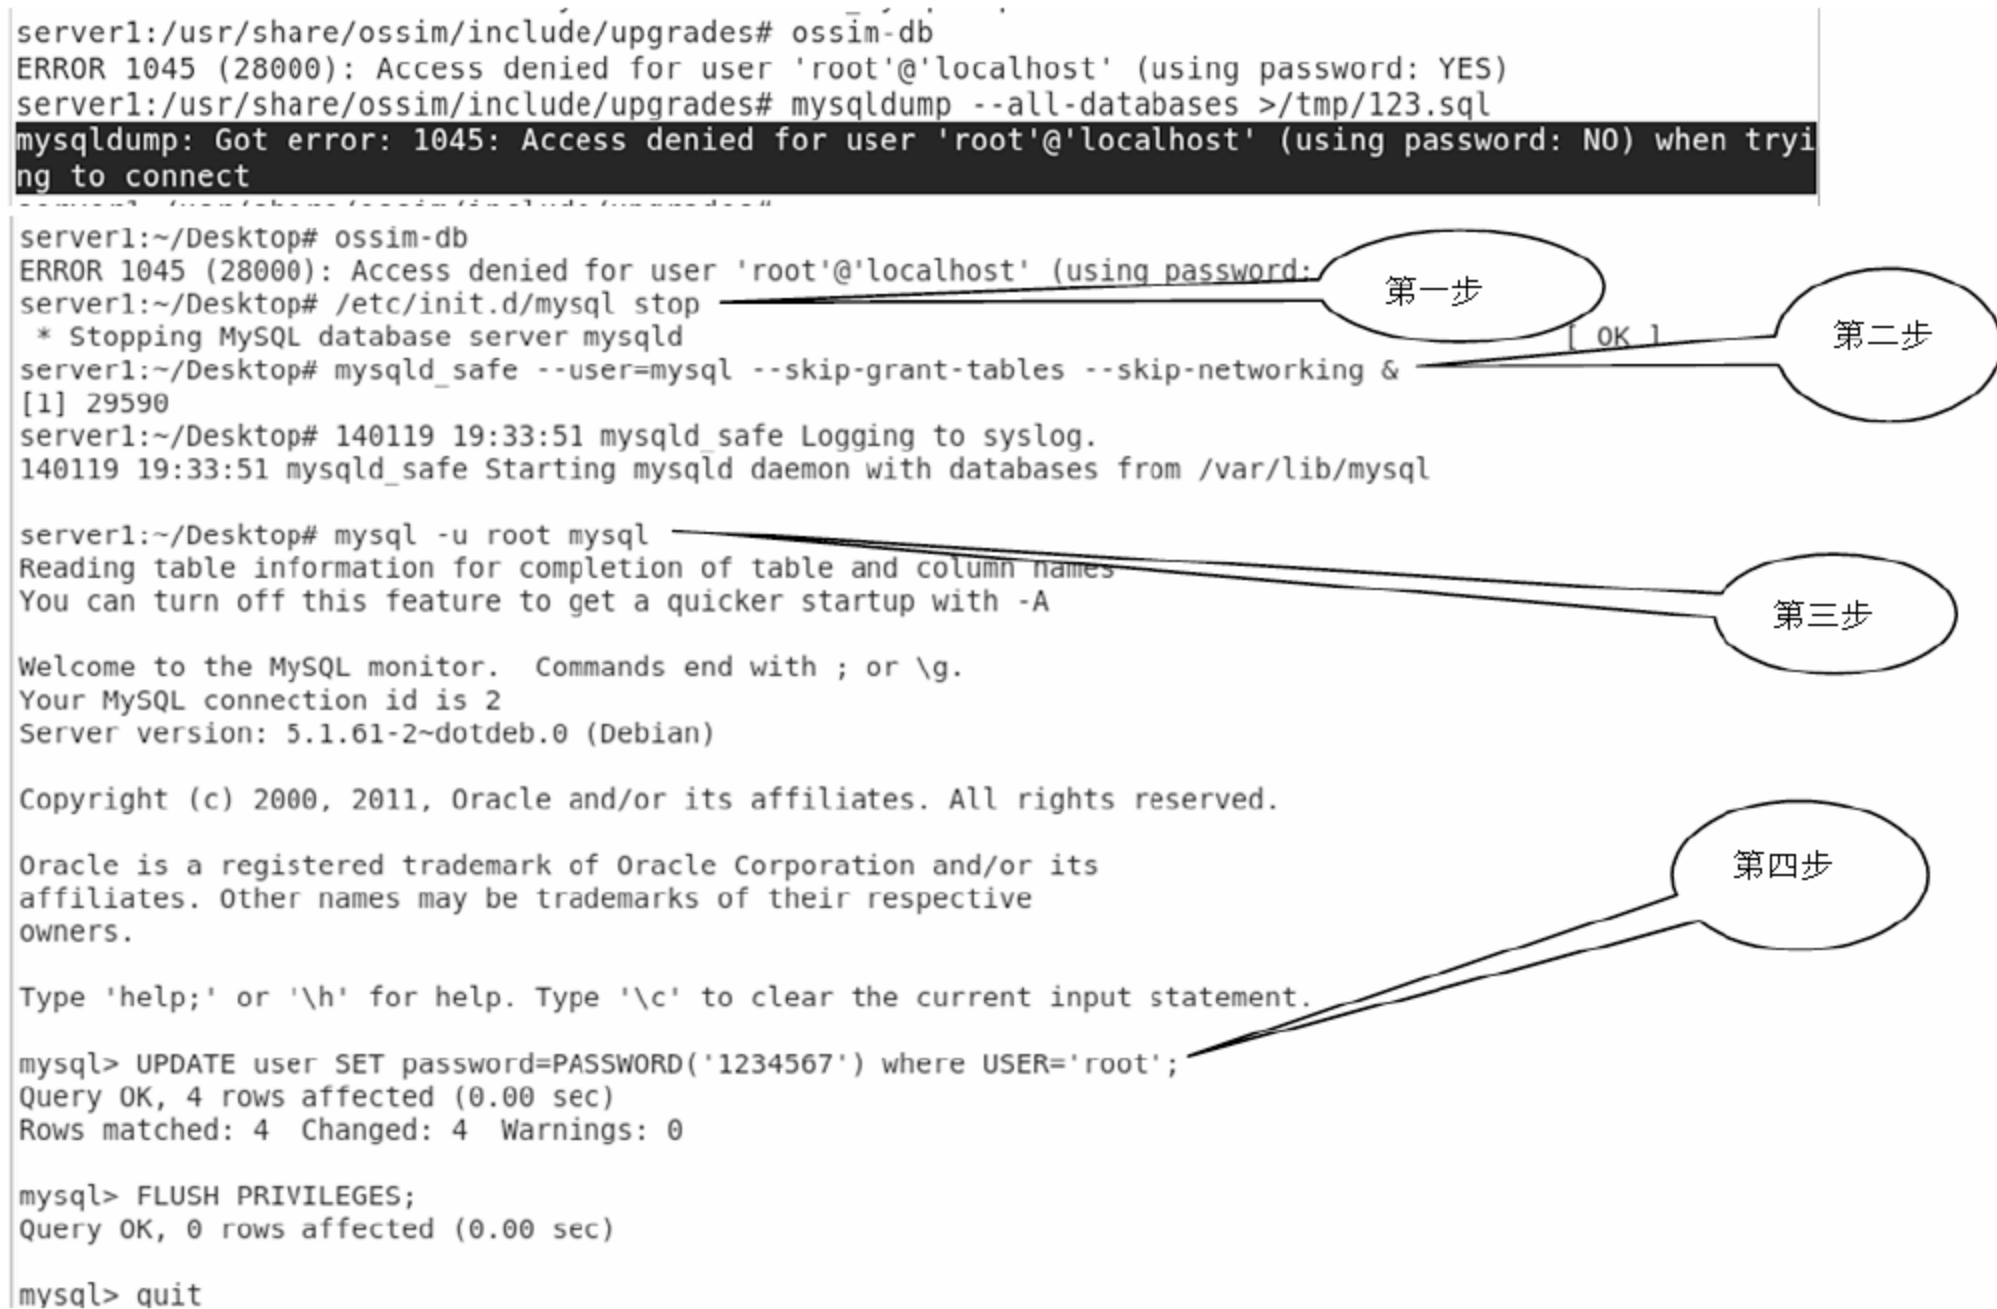 server1:/usr/share/ossim/include/upgrades# ossim-db
ERROR 1045 (28000): Access denied for user 'root'@'localhost' (using password: YES)
server1:/usr/share/ossim/include/upgrades# mysqldump --all-databases >/tmp/123.sql
mysqldump: Got error: 1045: Access denied for user 'root'@'localhost' (using password: NO) when tryi
ng to connect
server1:~/Desktop# ossim-db
ERROR 1045 (28000): Access denied for user 'root'@'localhost' (using password:
第一步
server1:~/Desktop# /etc/init.d/mysql stop
* Stopping MySQL database server mysqld [ OK ]
第二步
server1:~/Desktop# mysqld_safe --user=mysql --skip-grant-tables --skip-networking &
[1] 29590
server1:~/Desktop# 140119 19:33:51 mysqld_safe Logging to syslog.
140119 19:33:51 mysqld_safe Starting mysqld daemon with databases from /var/lib/mysql
server1:~/Desktop# mysql -u root mysql
Reading table information for completion of table and column names
You can turn off this feature to get a quicker startup with -A
第三步
Welcome to the MySQL monitor.  Commands end with ; or \g.
Your MySQL connection id is 2
Server version: 5.1.61-2~dotdeb.0 (Debian)
Copyright (c) 2000, 2011, Oracle and/or its affiliates. All rights reserved.
Oracle is a registered trademark of Oracle Corporation and/or its
第四步
affiliates. Other names may be trademarks of their respective
owners.
Type 'help;' or '\h' for help. Type '\c' to clear the current input statement.
mysql> UPDATE user SET password=PASSWORD('1234567') where USER='root';
Query OK, 4 rows affected (0.00 sec)
Rows matched: 4  Changed: 4  Warnings: 0
mysql> FLUSH PRIVILEGES;
Query OK, 0 rows affected (0.00 sec)
mysql> quit